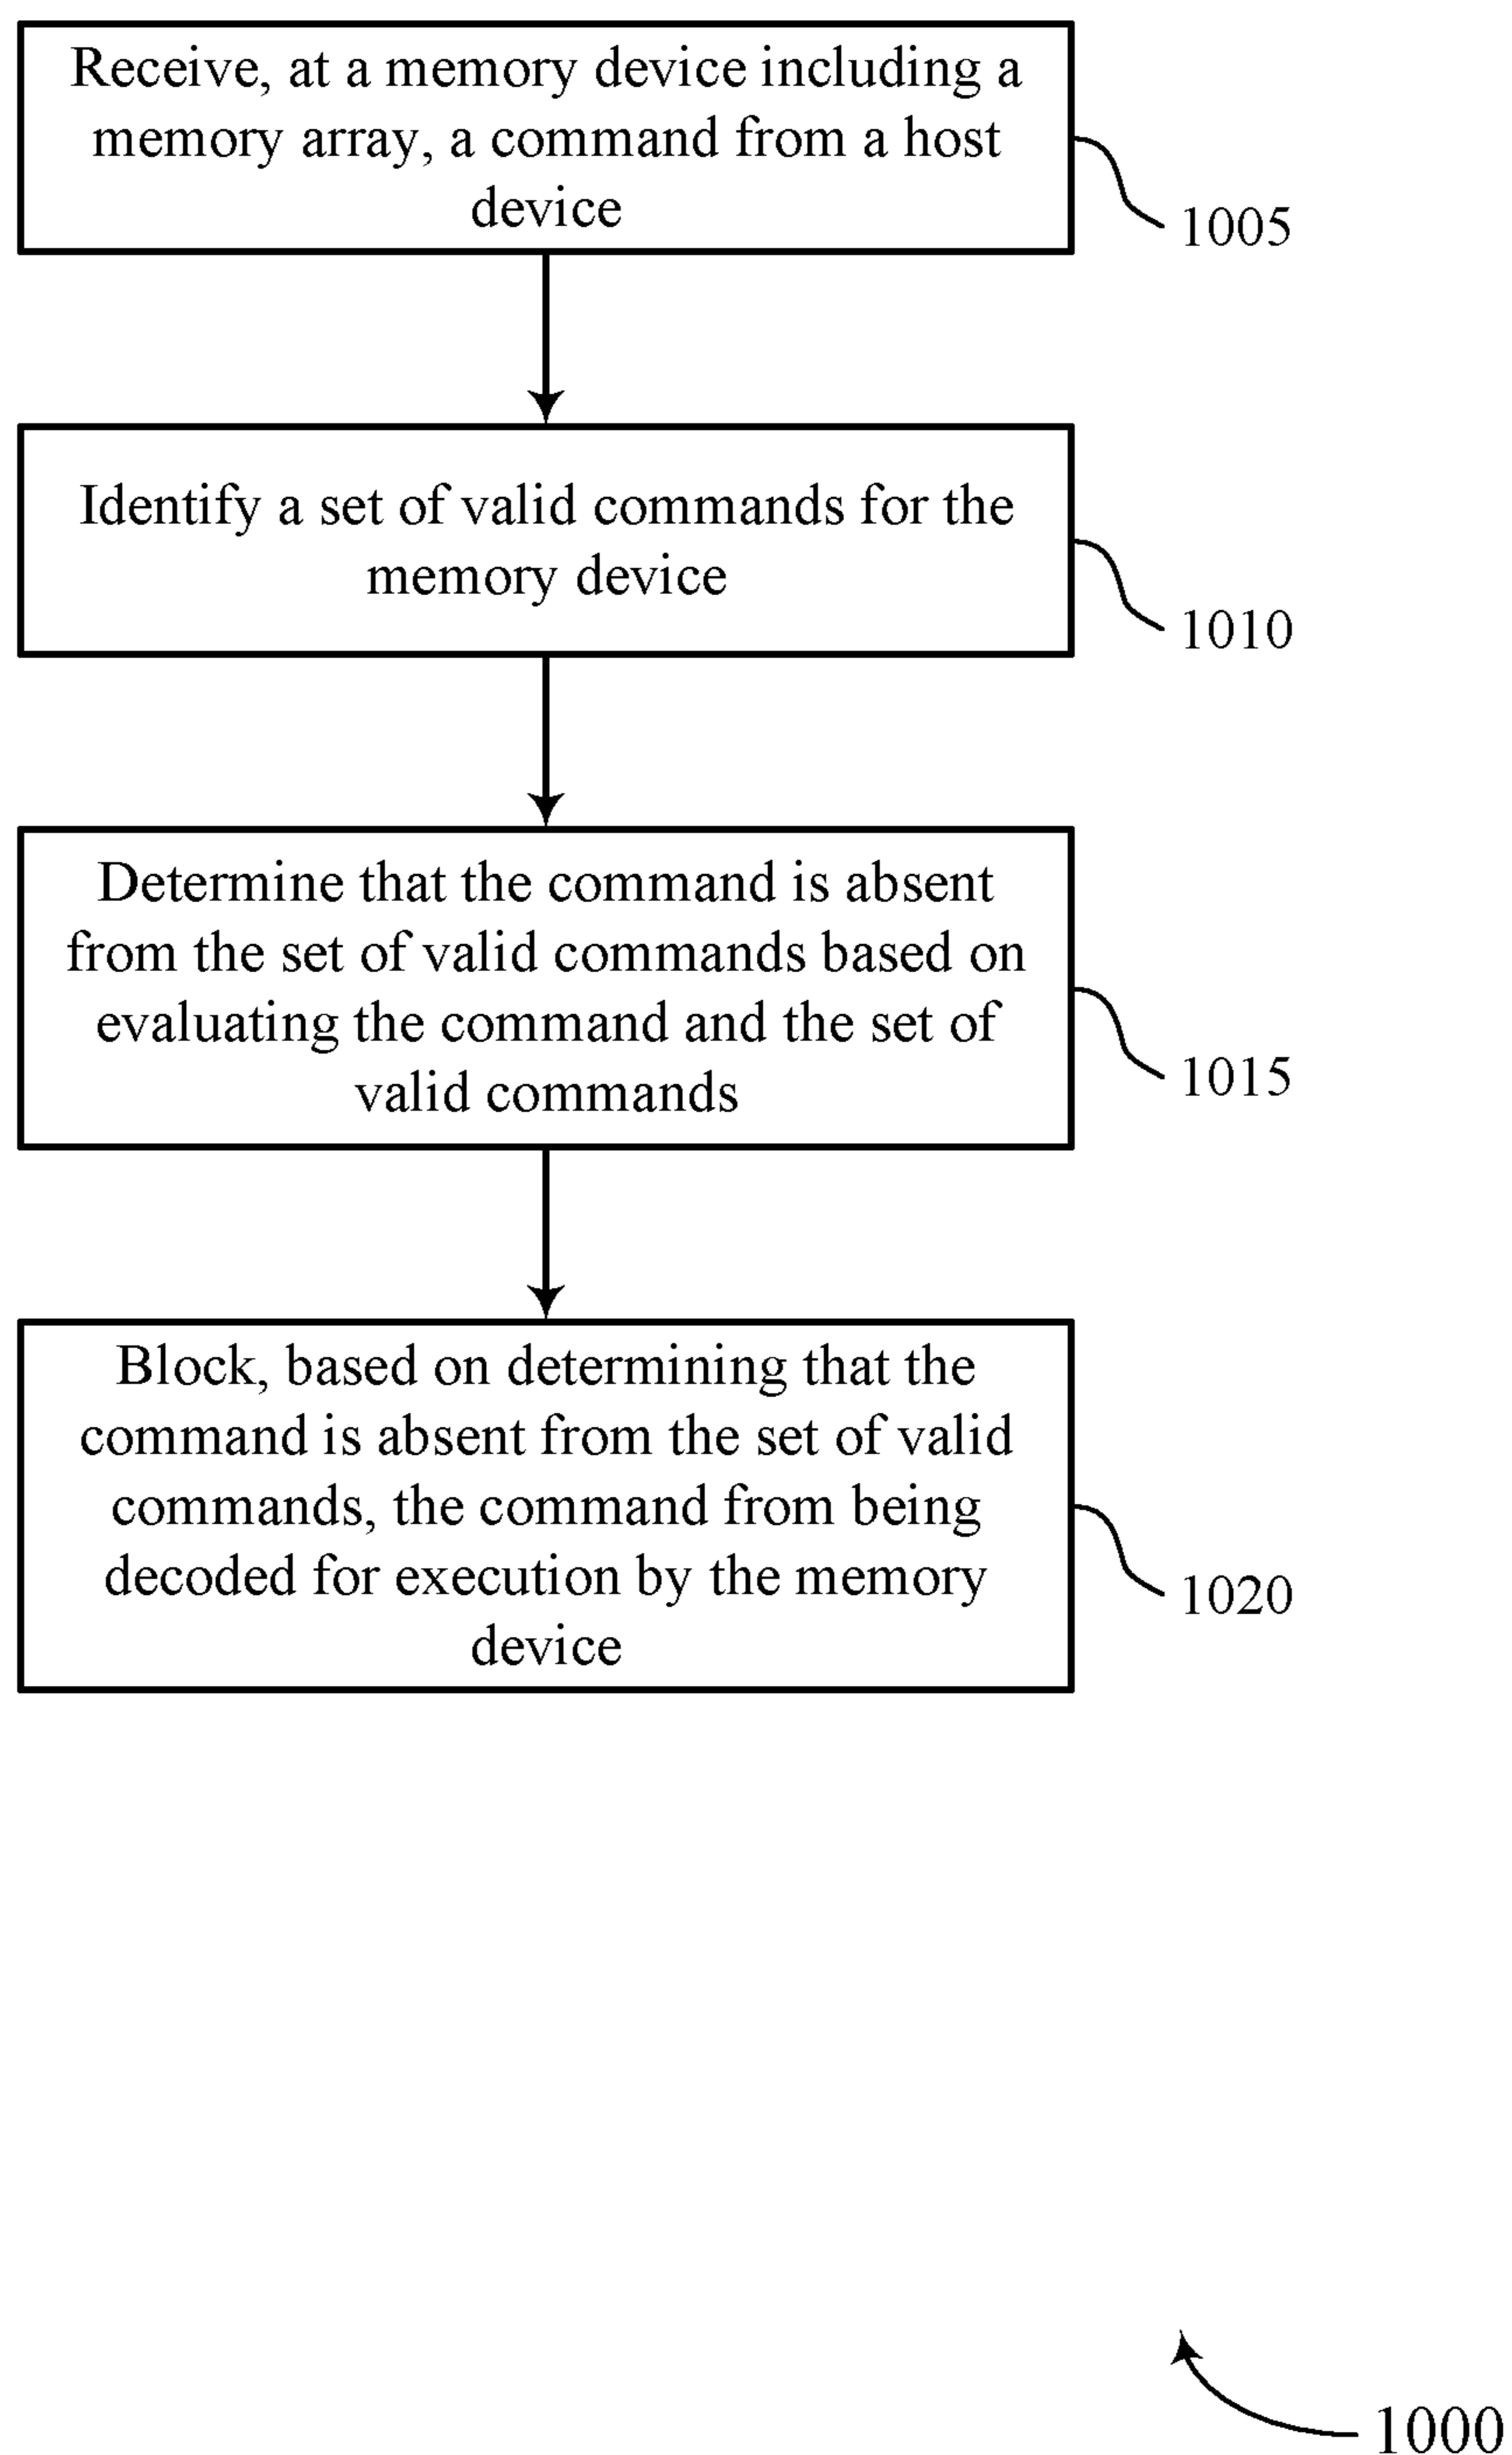 Receive, at a memory device including a
memory array, a command from a host
device
1005
Identify a set of valid commands for the
memory device
1010
Determine that the command is absent
from the set of valid commands based on
evaluating the command and the set of
valid commands
1015
Block, based on determining that the
command is absent from the set of valid
commands, the command from being
decoded for execution by the memory
device
1020
1000